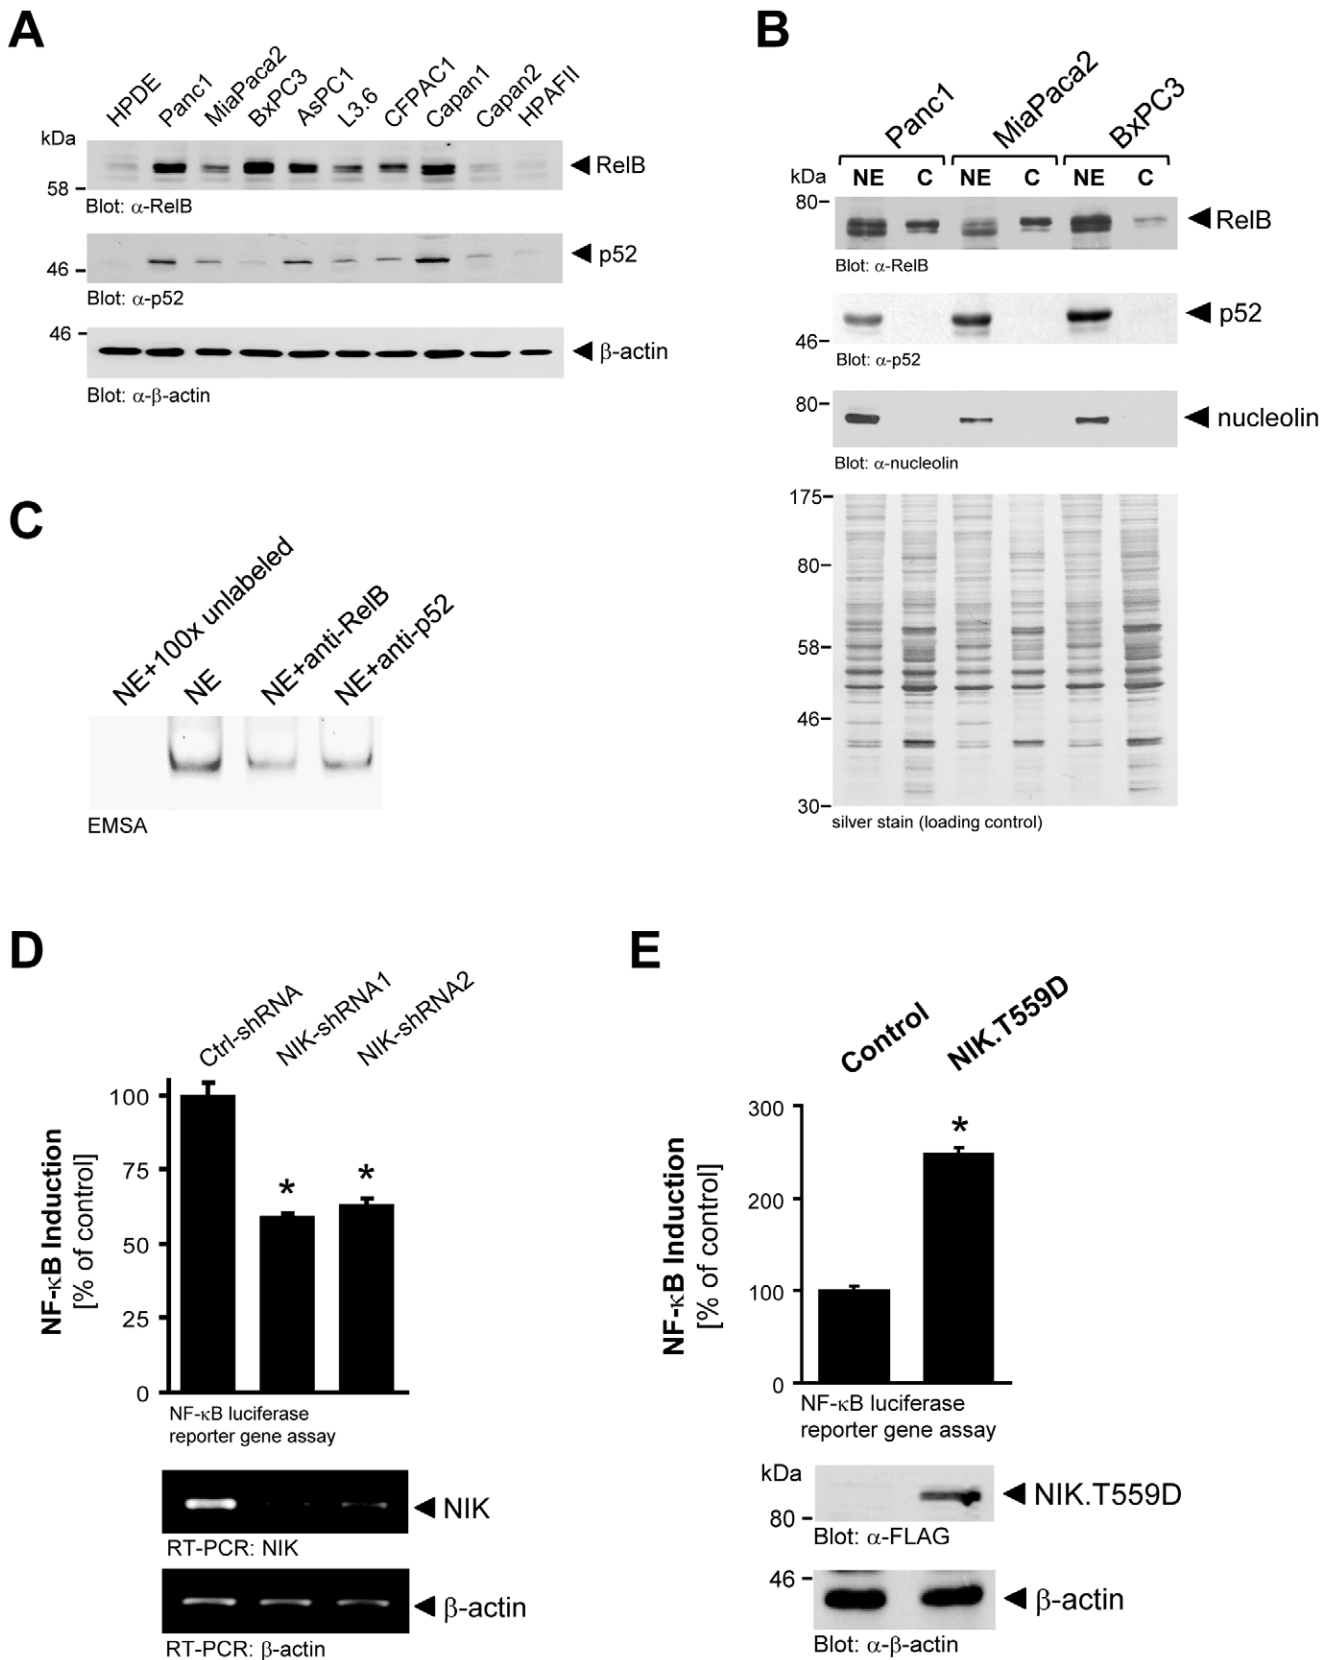 A
HPDE
Panc1
MiaPaca2
BxPC3
AsPC1
L3.6
CFPAC1
Capan1
Capan2
HPAFII
kDa
RelB
58
Blot: α-RelB
p52
46
Blot: α-p52
46
β-actin
Blot: α-β-actin
B
Panc1
MiaPaca2
BxPC3
kDa
NE C NE C NE C
80
RelB
Blot: α-RelB
p52
46
Blot: α-p52
80
nucleolin
Blot: α-nucleolin
175
80
58
46
30
silver stain (loading control)
C
NE+100x unlabeled
NE
NE+anti-RelB
NE+anti-p52
EMSA
D
Ctrl-shRNA
NIK-shRNA1
NIK-shRNA2
NF-κB Induction
[% of control]
100
75
50
25
0
* *
NF-κB luciferase
reporter gene assay
NIK
RT-PCR: NIK
β-actin
RT-PCR: β-actin
E
Control
NIK.T559D
NF-κB Induction
[% of control]
300
200
100
0
*
NF-κB luciferase
reporter gene assay
kDa
NIK.T559D
80
Blot: α-FLAG
46
β-actin
Blot: α-β-actin